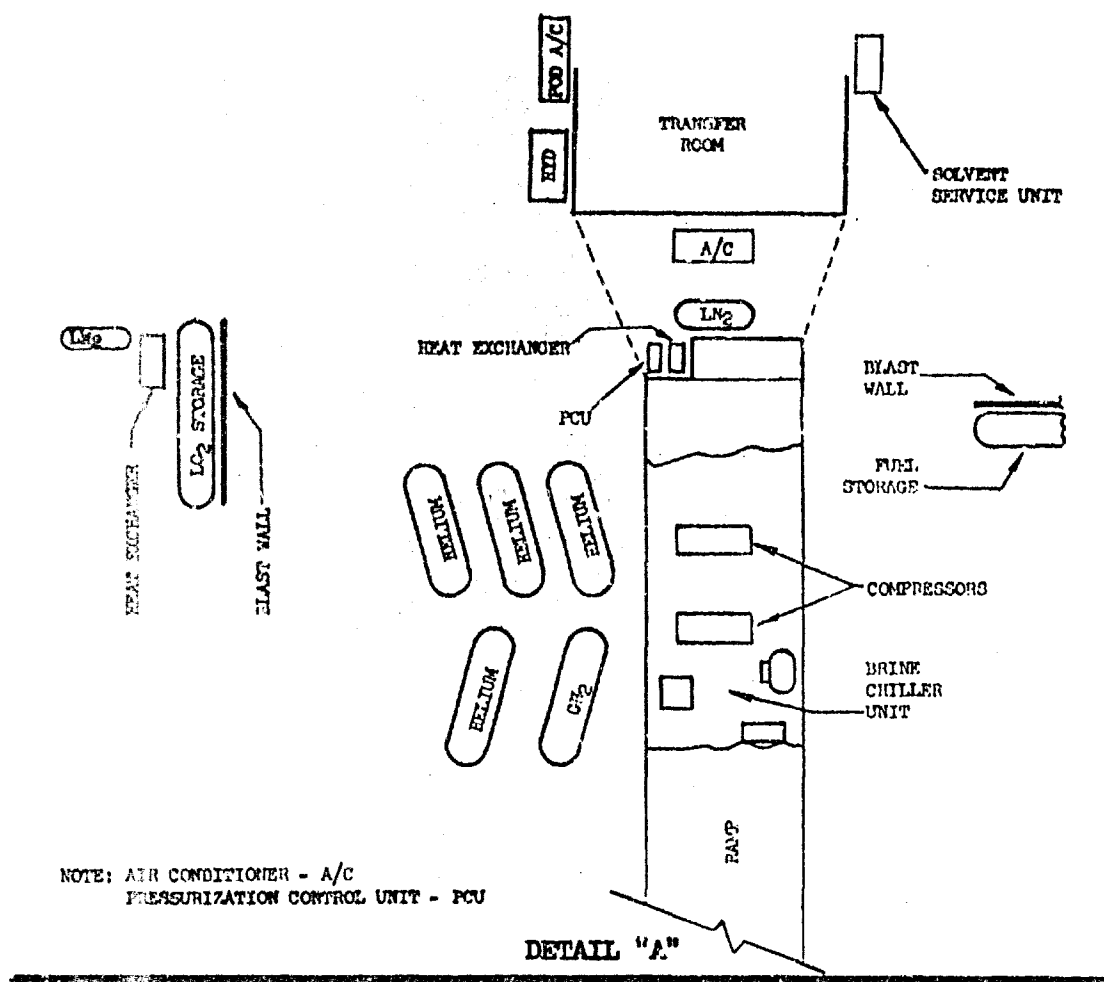 POD A/C
HYD
TRANSFER
ROOM
SOLVENT
SERVICE UNIT
A/C
LN2
HEAT EXCHANGER
PCU
LN2
LO2 STORAGE
HEAT EXCHANGER
BLAST WALL
BLAST
WALL
FUEL
STORAGE
HELIUM
HELIUM
HELIUM
COMPRESSORS
HELIUM
GH2
BRINE
CHILLER
UNIT
RAMP
NOTE: AIR CONDITIONER - A/C
PRESSURIZATION CONTROL UNIT - PCU
DETAIL "A"